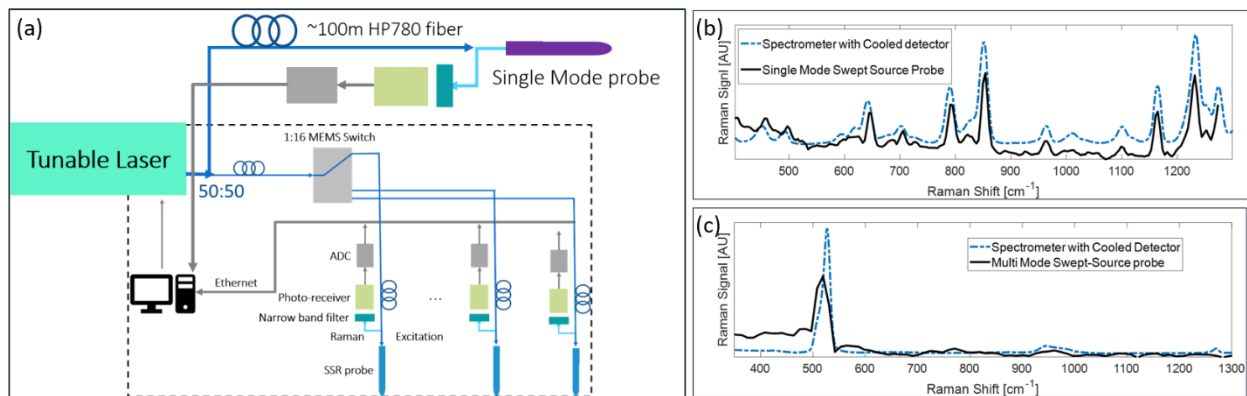 (a)
~100m HP780 fiber
Single Mode probe
1:16 MEMS Switch
Tunable Laser
50:50
ADC
Ethernet
Photo-receiver
...
Narrow band filter
Raman
Excitation
SSR probe
(b)
Raman Signl [AU]
Spectrometer with Cooled detector
Single Mode Swept Source Probe
500 600 700 800 900 1000 1100 1200
Raman Shift [cm-1]
(c)
Raman Signal [AU]
Spectrometer with Cooled Detector
Multi Mode Swept-Source probe
400 500 600 700 800 900 1000 1100 1200 1300
Raman Shift [cm-1]